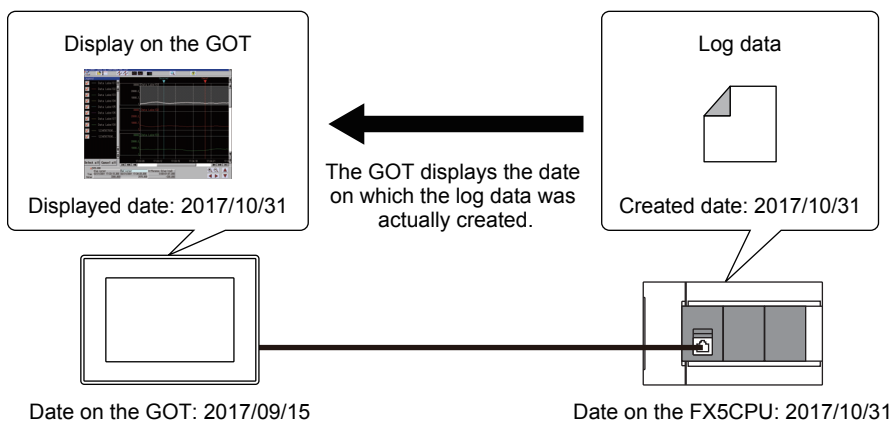 Display on the GOT
Displayed date: 2017/10/31
The GOT displays the date
on which the log data was
actually created.
Log data
Created date: 2017/10/31
Date on the GOT: 2017/09/15
Date on the FX5CPU: 2017/10/31